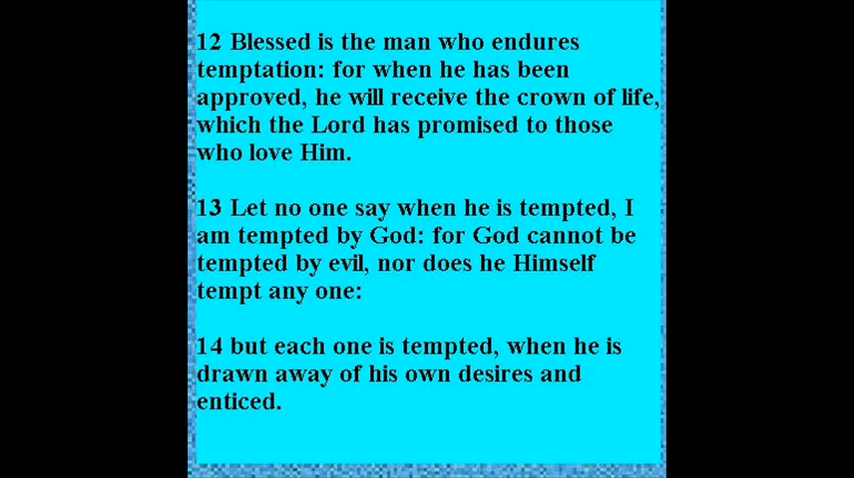 12 Blessed is the man who endures
temptation: for when he has been
approved, he will receive the crown of life,
which the Lord has promised to those
who love Him.
13 Let no one say when he is tempted, I
am tempted by God: for God cannot be
tempted by evil, nor does he Himself
tempt any one:
14 but each one is tempted, when he is
drawn away of his own desires and
enticed.